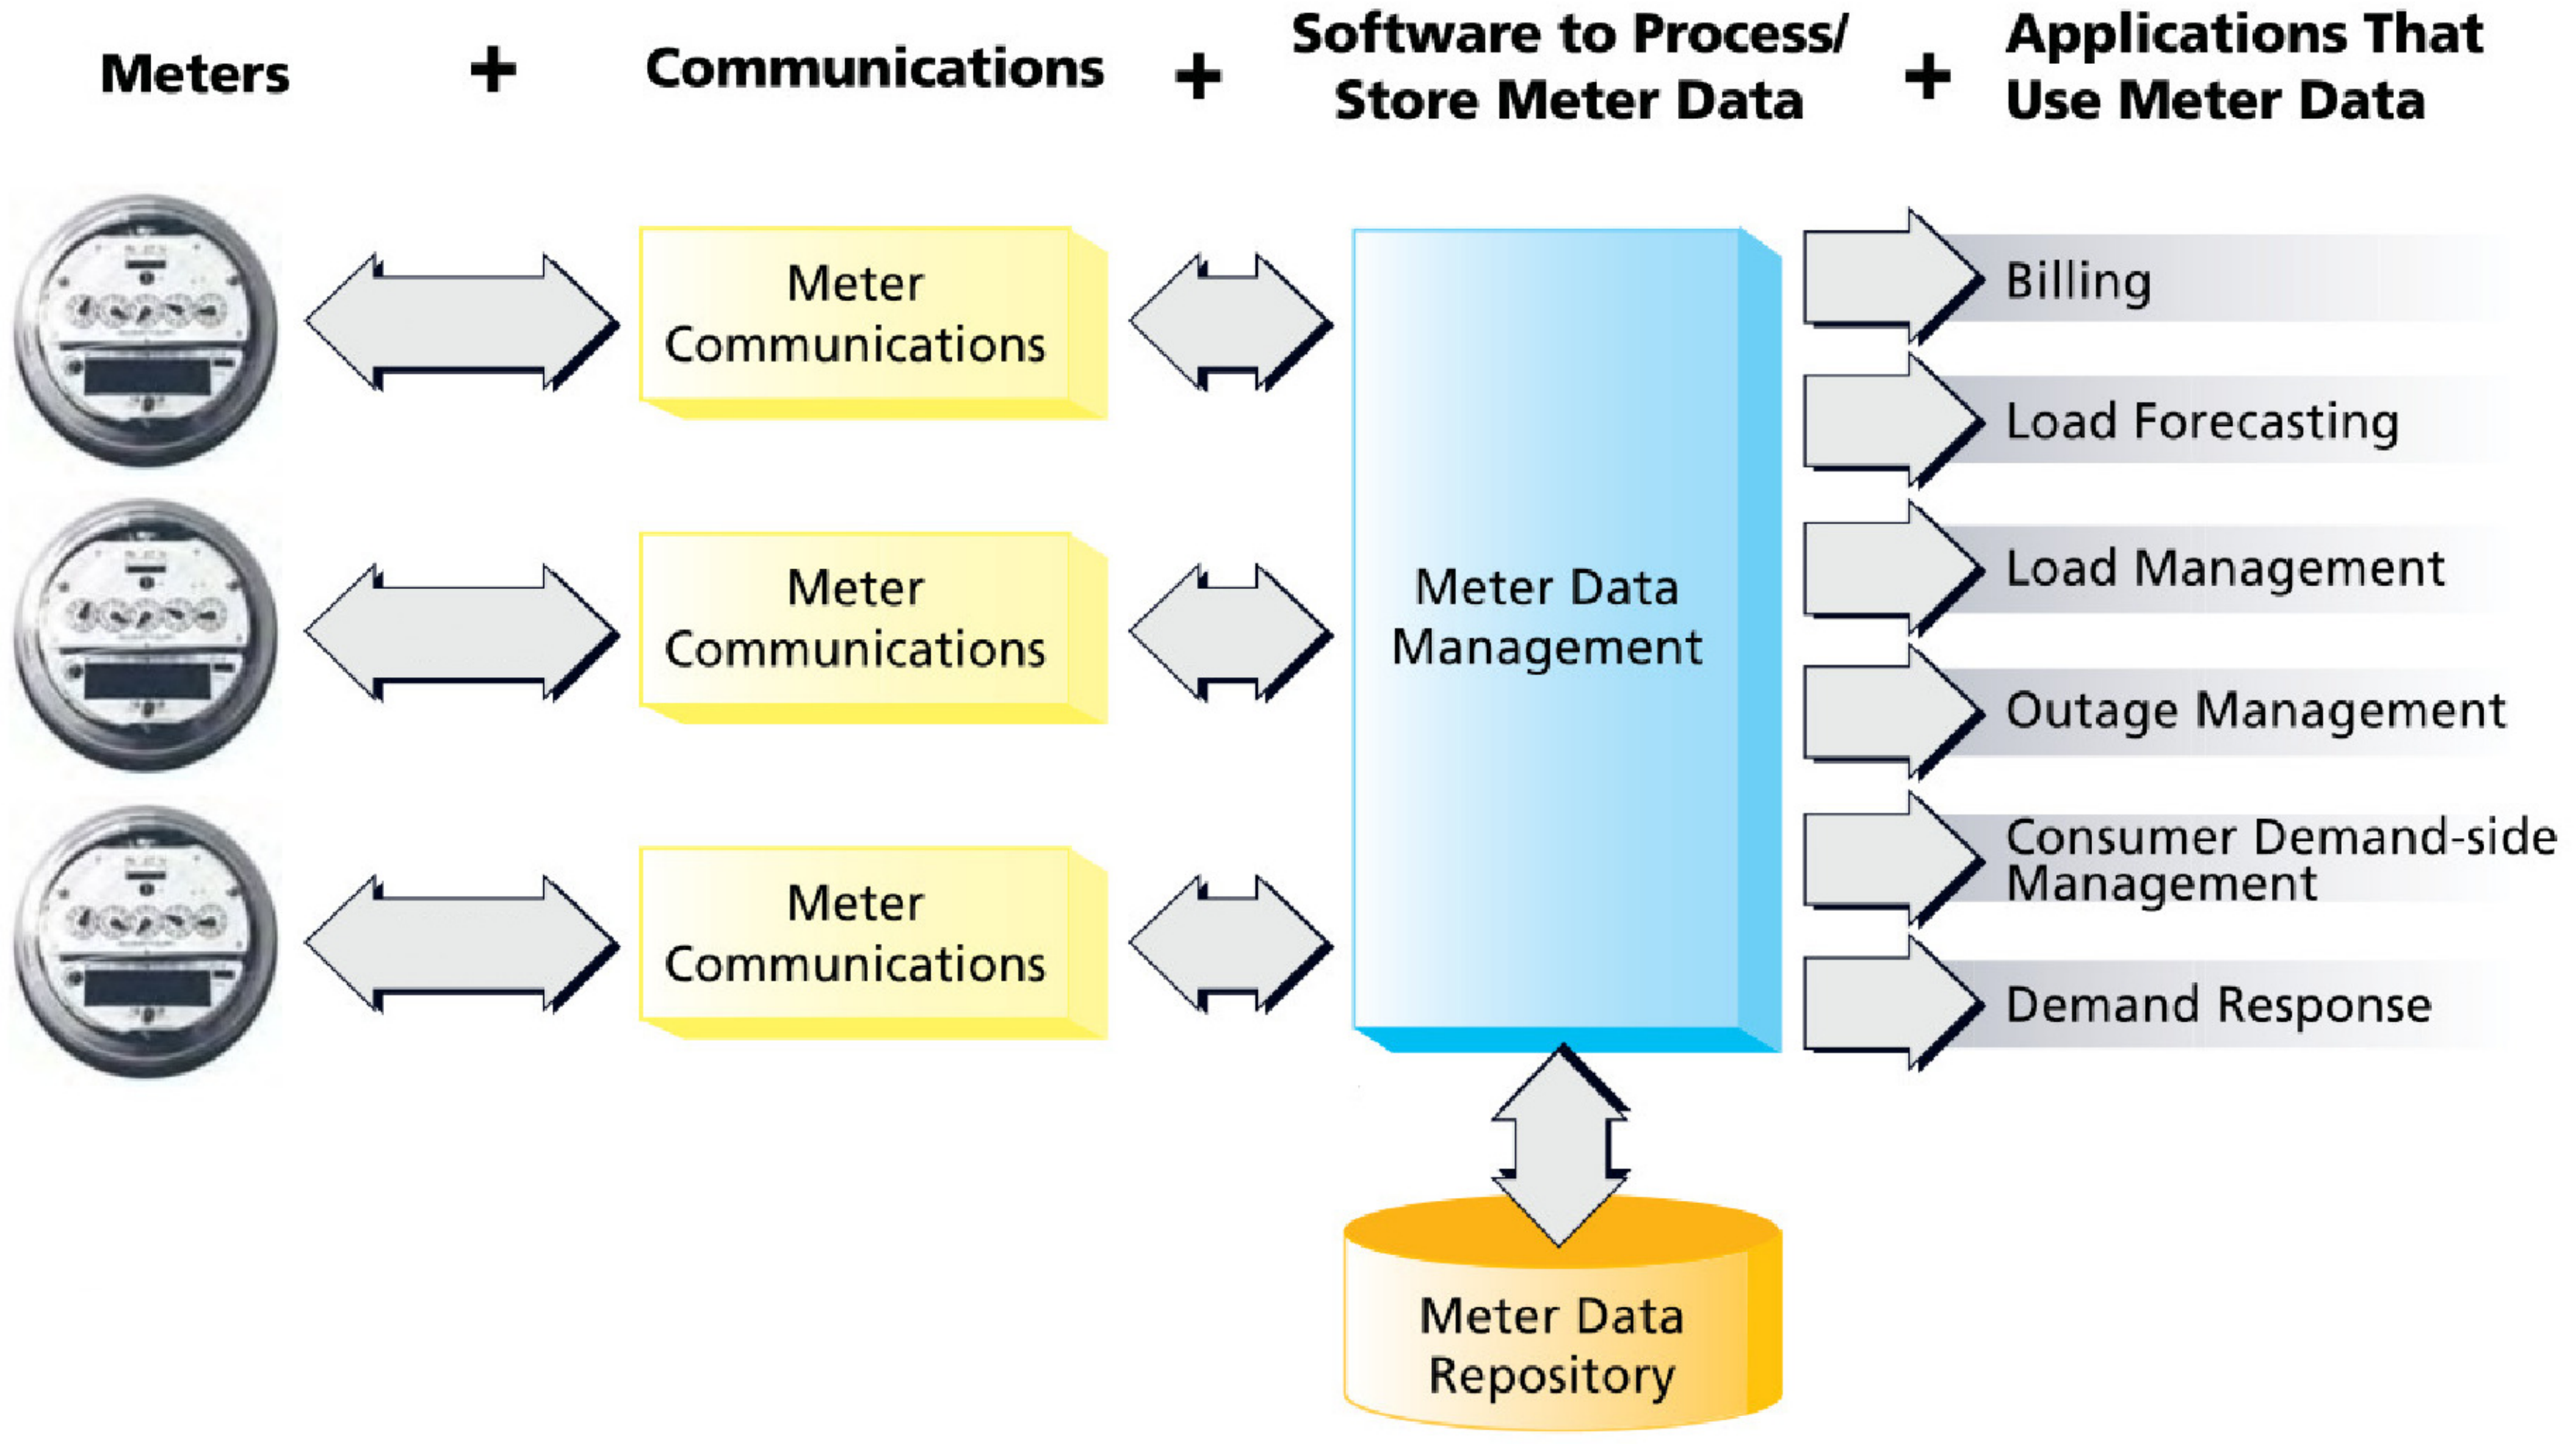 Meters + Communications + Software to Process/
Store Meter Data + Applications That
Use Meter Data
Meter
Communications
Meter
Communications
Meter
Communications
Meter Data
Management
Billing
Load Forecasting
Load Management
Outage Management
Consumer Demand-side
Management
Demand Response
Meter Data
Repository